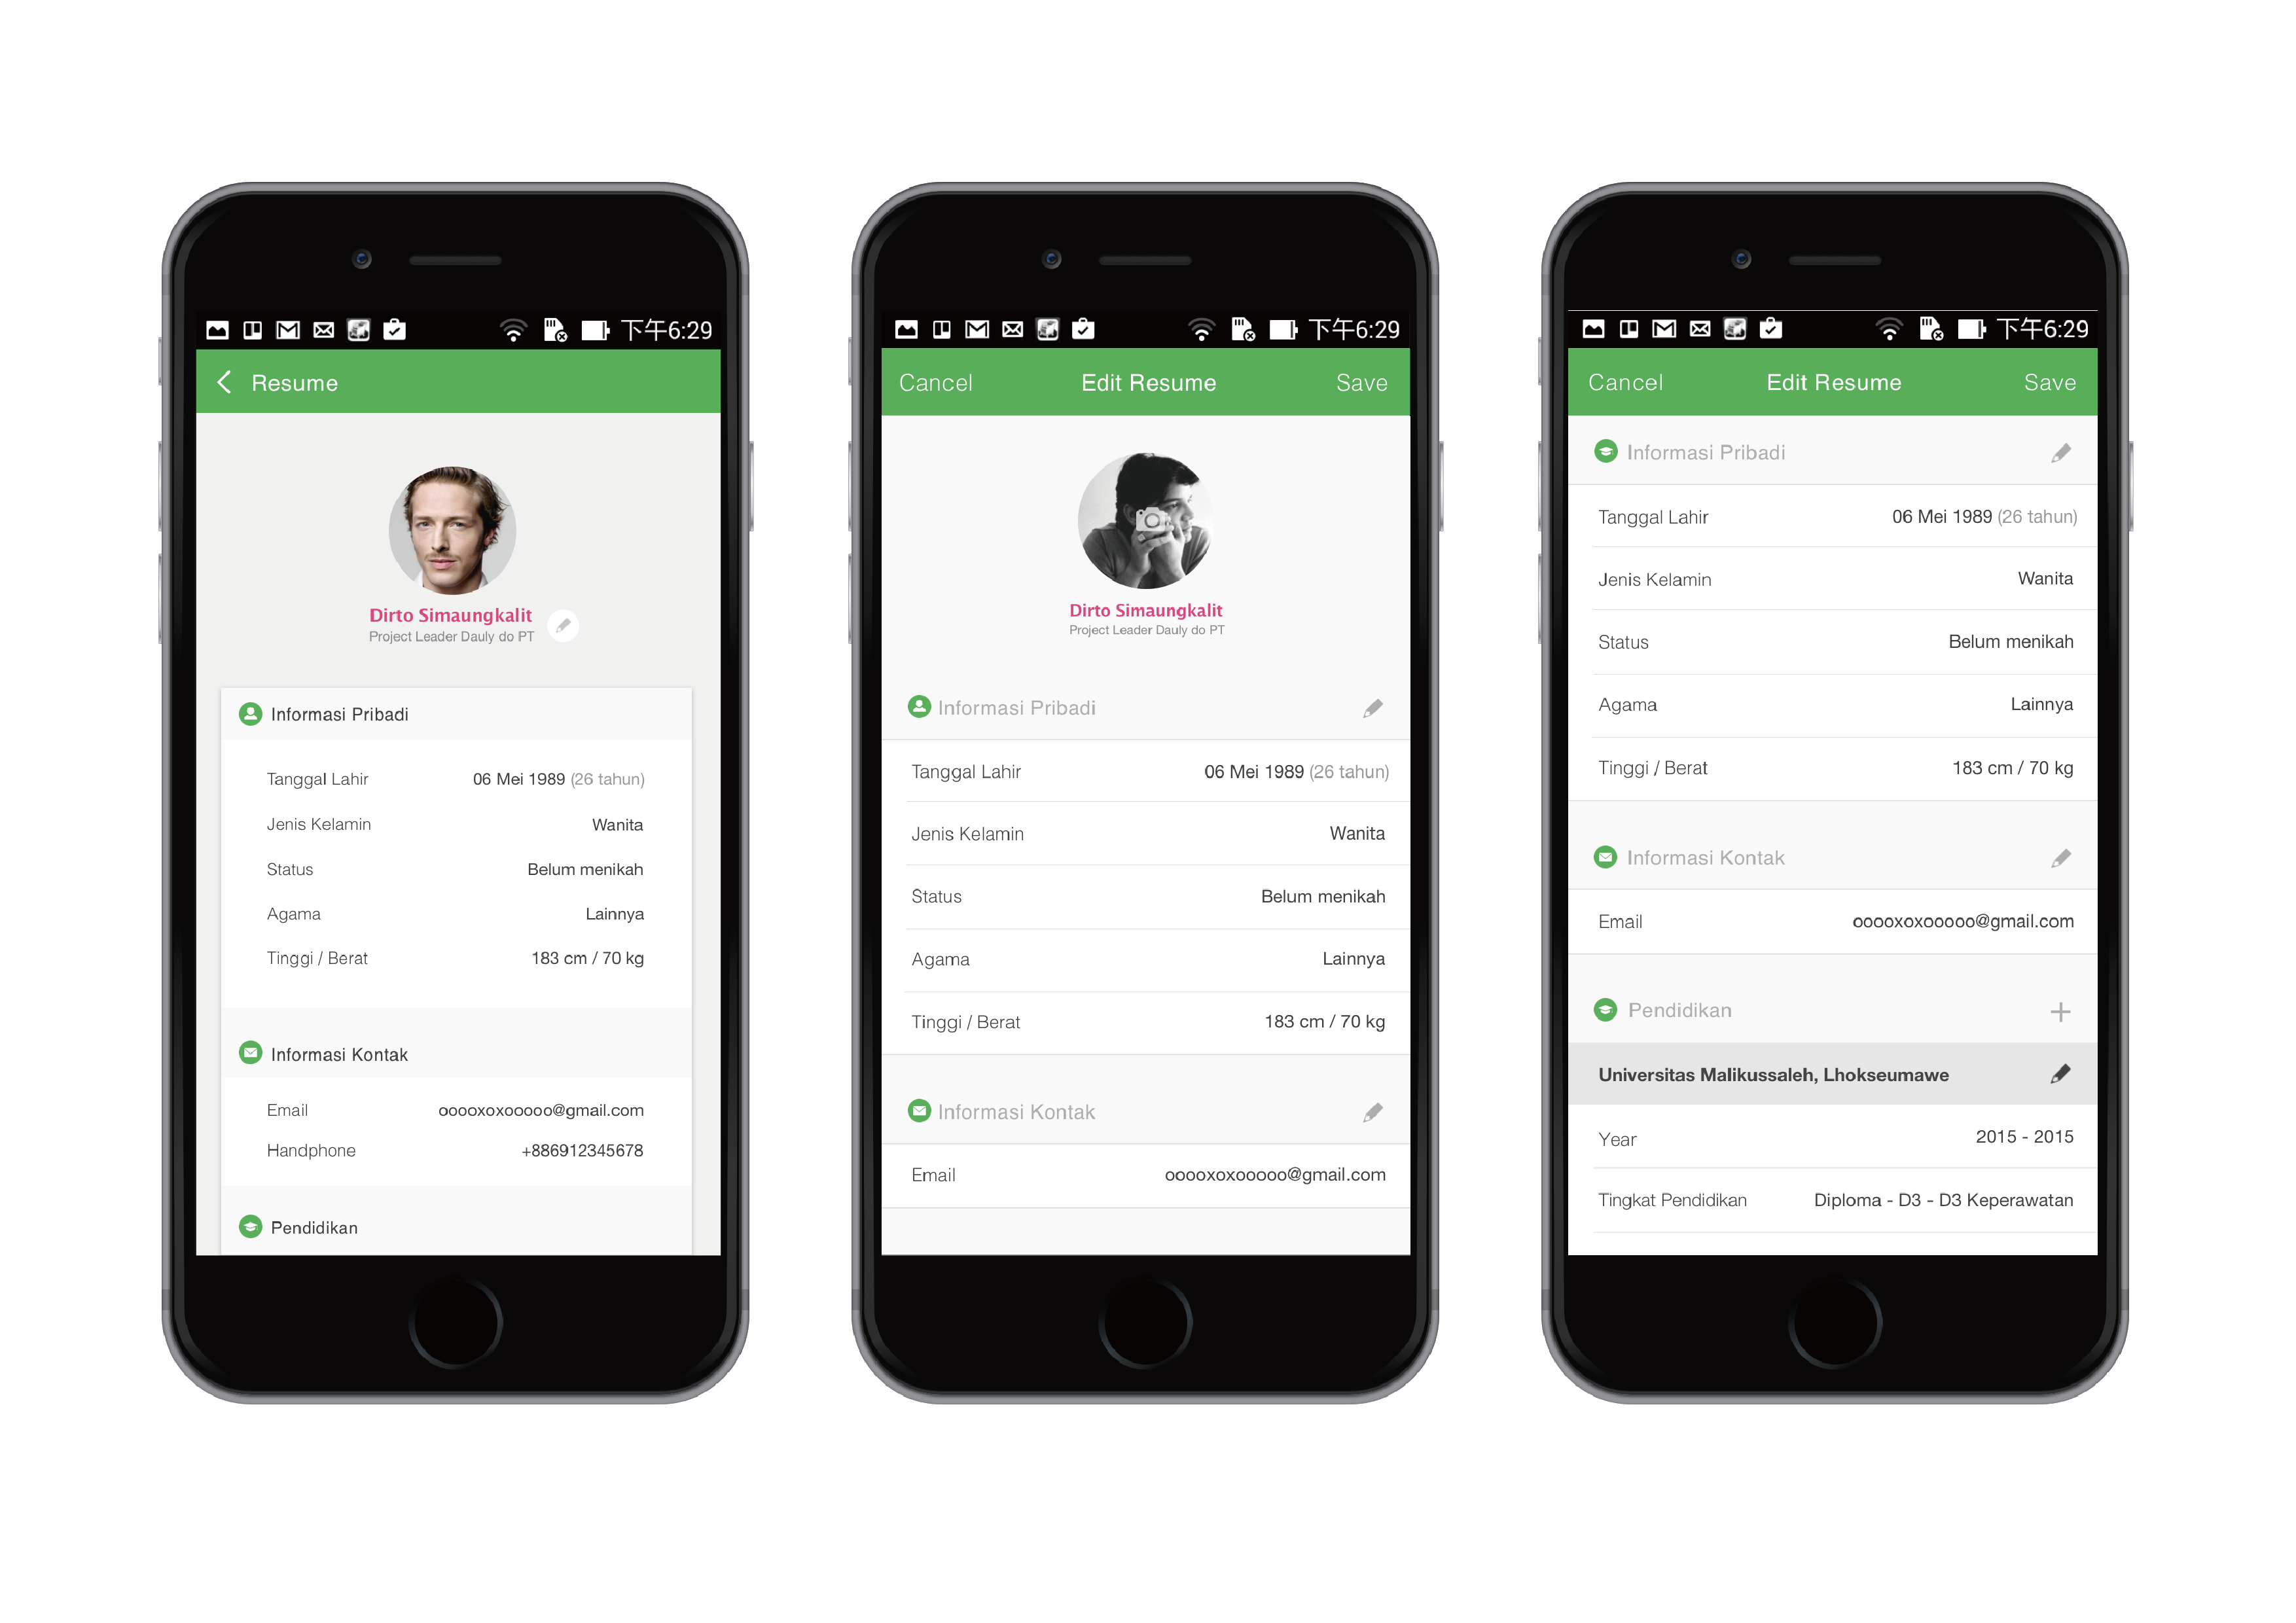 下午6:29
Resume
Dirto Simaungkalit
Project Leader Dauly do PT
Informasi Pribadi
Tanggal Lahir 06 Mei 1989 (26 tahun)
Jenis Kelamin Wanita
Status Belum menikah
Agama Lainnya
Tinggi / Berat 183 cm / 70 kg
Informasi Kontak
Email ooooxoxooooo@gmail.com
Handphone +886912345678
Pendidikan
下午6:29
Cancel Edit Resume Save
Dirto Simaungkalit
Project Leader Dauly do PT
Informasi Pribadi
Tanggal Lahir 06 Mei 1989 (26 tahun)
Jenis Kelamin Wanita
Status Belum menikah
Agama Lainnya
Tinggi / Berat 183 cm / 70 kg
Informasi Kontak
Email ooooxoxooooo@gmail.com
下午6:29
Cancel Edit Resume Save
Informasi Pribadi
Tanggal Lahir 06 Mei 1989 (26 tahun)
Jenis Kelamin Wanita
Status Belum menikah
Agama Lainnya
Tinggi / Berat 183 cm / 70 kg
Informasi Kontak
Email ooooxoxooooo@gmail.com
Pendidikan
Universitas Malikussaleh, Lhokseumawe
Year 2015 - 2015
Tingkat Pendidikan Diploma - D3 - D3 Keperawatan